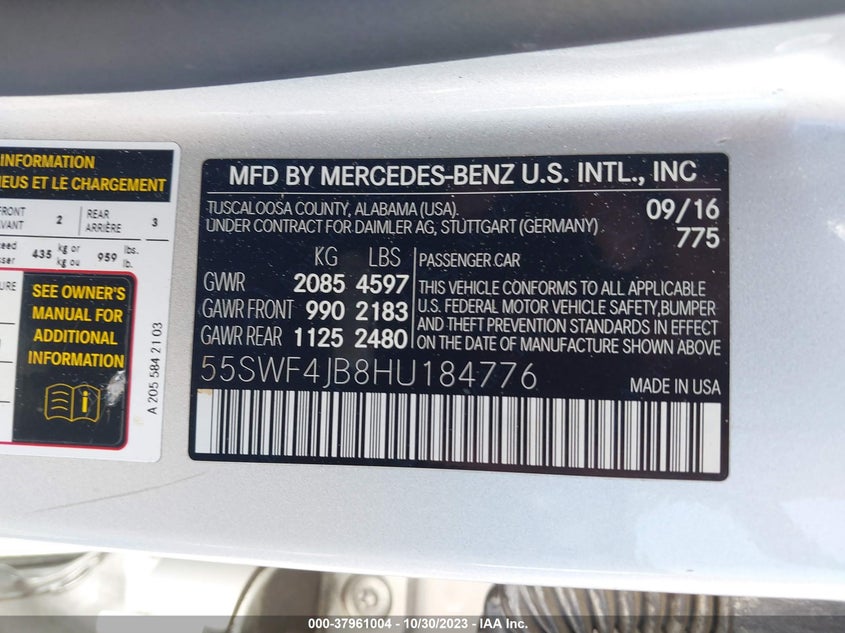 INFORMATION
EUS ET LE CHARGEMENT
FRONT 2 REAR 3
VANT ARRIÈRE
435 kg or 959 lbs.
kg ou lb.
SEE OWNER'S
MANUAL FOR
ADDITIONAL
INFORMATION
A 205 584 21 03
MFD BY MERCEDES-BENZ U.S. INTL., INC
TUSCALOOSA COUNTY, ALABAMA (USA). 09/16
UNDER CONTRACT FOR DAIMLER AG, STUTTGART (GERMANY) 775
KG LBS
GVWR 2085 4597
GAWR FRONT 990 2183
GAWR REAR 1125 2480
PASSENGER CAR
THIS VEHICLE CONFORMS TO ALL APPLICABLE
U.S. FEDERAL MOTOR VEHICLE SAFETY,BUMPER
AND THEFT PREVENTION STANDARDS IN EFFECT
ON THE DATE OF MANUFACTURE SHOWN ABOVE
55SWF4JB8HU184776
MADE IN USA
000-37961004 - 10/30/2023 - IAA Inc.